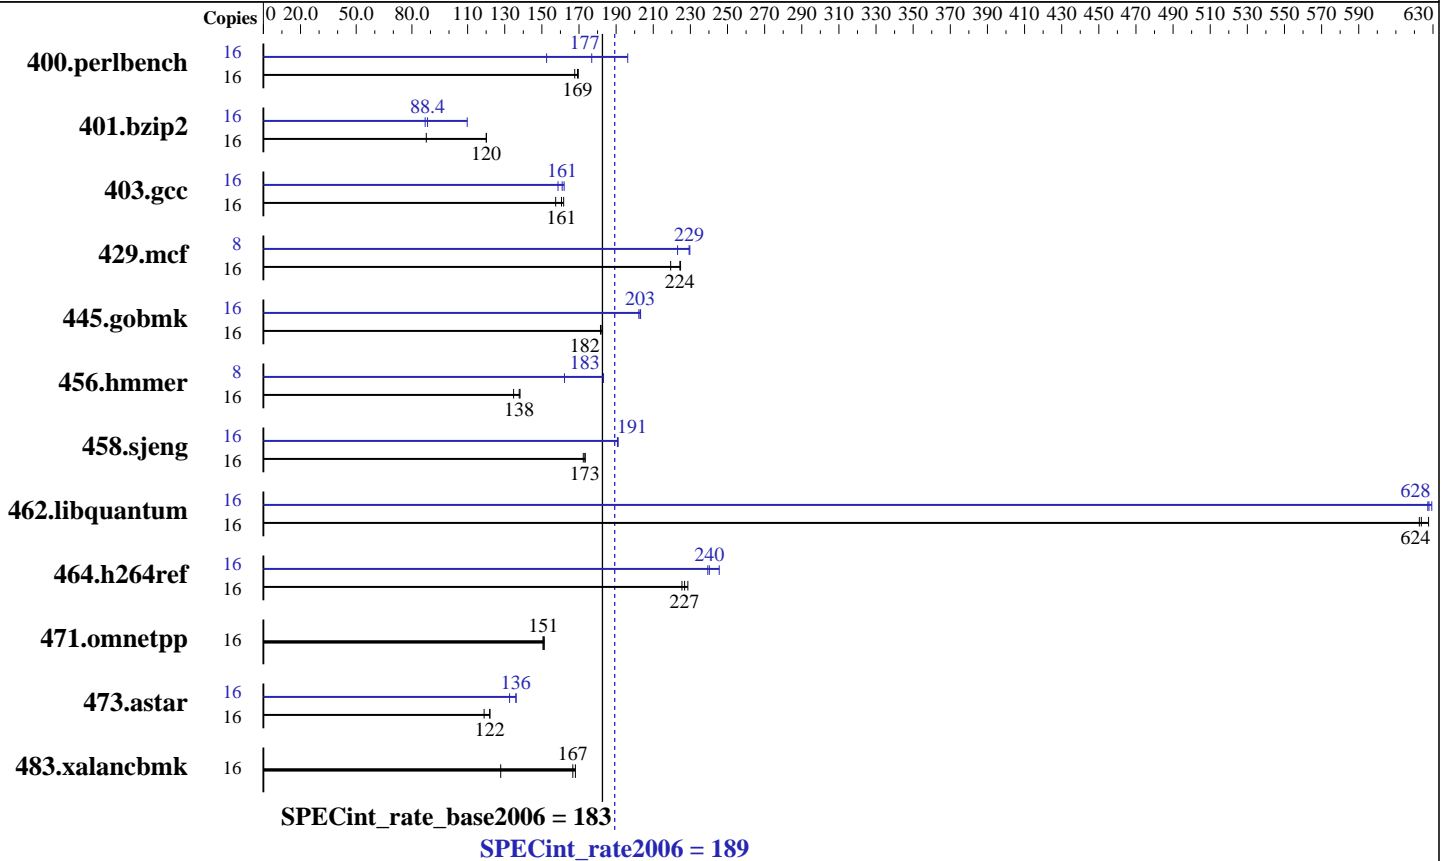 Copies 0 20.0 50.0 80.0 110 130 150 170 190 210 230 250 270 290 310 330 350 370 390 410 430 450 470 490 510 530 550 570 590 630
400.perlbench 16 177
16 169
401.bzip2 16 88.4
16 120
403.gcc 16 161
16 161
429.mcf 8 229
16 224
445.gobmk 16 203
16 182
456.hmmer 8 183
16 138
458.sjeng 16 191
16 173
462.libquantum 16 628
16 624
464.h264ref 16 240
16 227
471.omnetpp 16 151
473.astar 16 136
16 122
483.xalancbmk 16 167
SPECint_rate_base2006 = 183
SPECint_rate2006 = 189